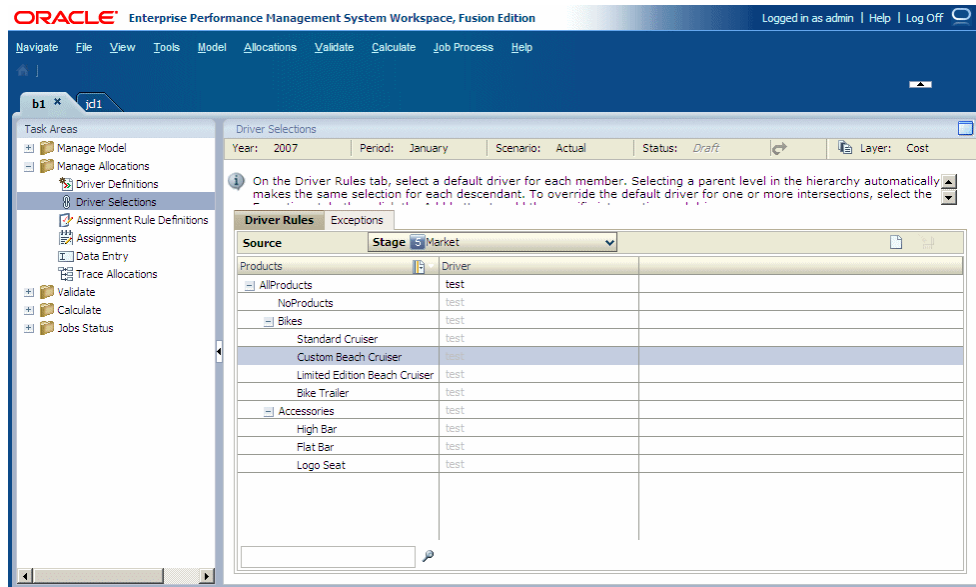 ORACLE Enterprise Performance Management System Workspace, Fusion Edition Logged in as admin | Help | Log Off
Navigate File View Tools Model Allocations Validate Calculate Job Process Help
b1 jd1
Task Areas
Manage Model
Manage Allocations
Driver Definitions
Driver Selections
Assignment Rule Definitions
Assignments
Data Entry
Trace Allocations
Validate
Calculate
Jobs Status
Driver Selections
Year: 2007 Period: January Scenario: Actual Status: Draft Layer: Cost
On the Driver Rules tab, select a default driver for each member. Selecting a parent level in the hierarchy automatically
makes the same selection for each descendant. To override the default driver for one or more intersections, select the
Driver Rules Exceptions
Source Stage 5 Market
Products Driver
AllProducts test
NoProducts test
Bikes test
Standard Cruiser test
Custom Beach Cruiser test
Limited Edition Beach Cruiser test
Bike Trailer test
Accessories test
High Bar test
Flat Bar test
Logo Seat test